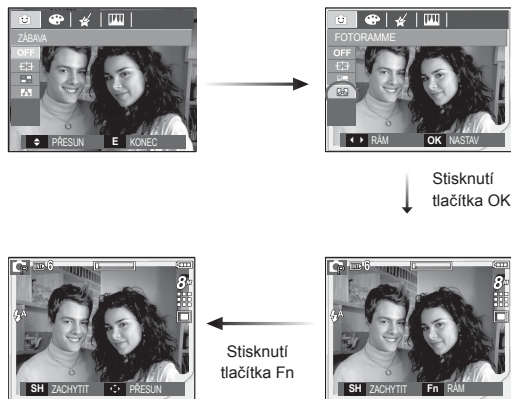 ZÁBAVA
OFF
PŘESUN E KONEC
FOTORAMME
OFF
RÁM OK NASTAV
Stisknutí
tlačítka OK
6
8M
A
SH ZACHYTIT PŘESUN
Stisknutí
tlačítka Fn
6
8M
A
SH ZACHYTIT Fn RÁM